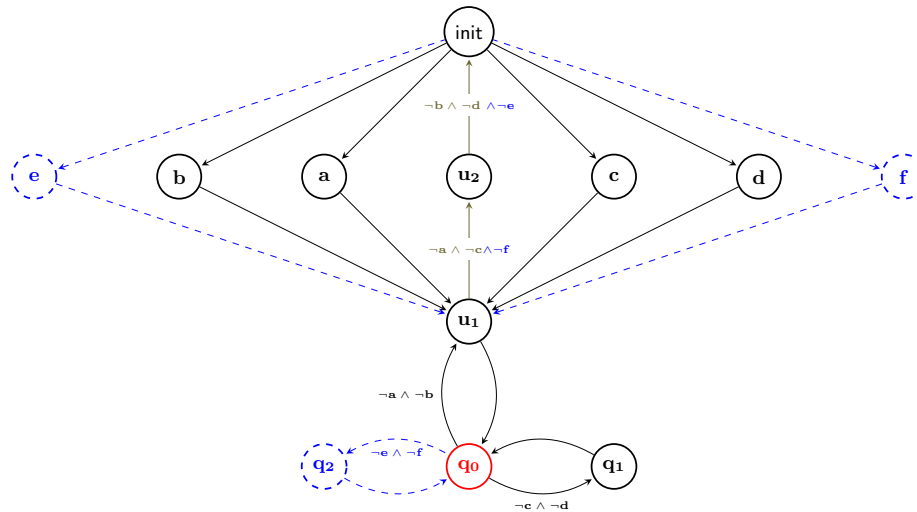 init
¬b ∧ ¬d ∧¬e
e b a u₂ c d f
¬a ∧ ¬c∧¬f
u₁
¬a ∧ ¬b
¬e ∧ ¬f
q₂ q₀ q₁
¬c ∧ ¬d